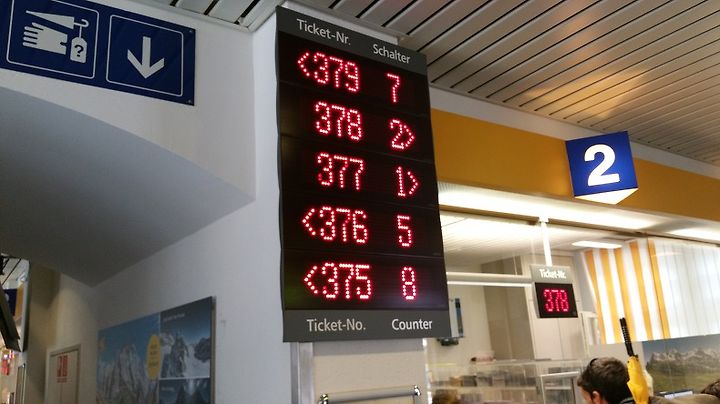 Ticket-Nr. Schalter
<379 7
378 2>
377 1>
<376 5
<375 8
Ticket-No. Counter
2
Ticket-Nr.
378
?